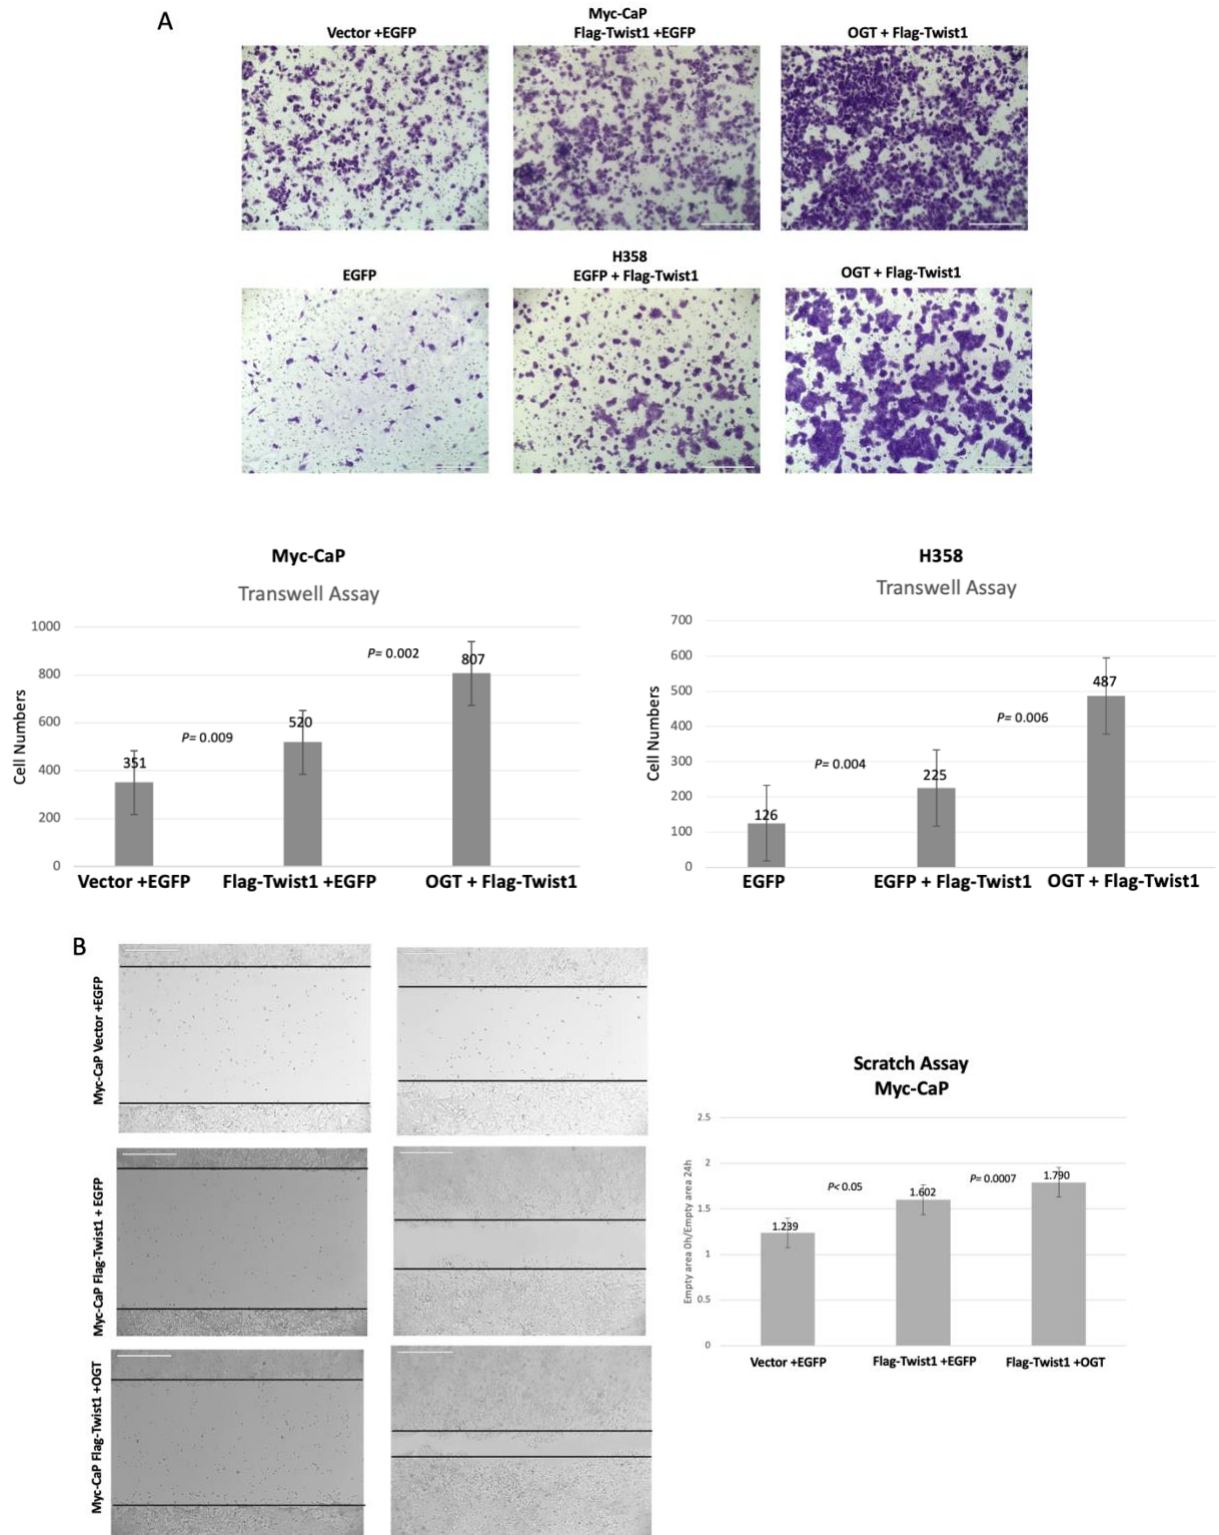 A
Myc-CaP
Vector +EGFP
Flag-Twist1 +EGFP
OGT + Flag-Twist1
H358
EGFP
EGFP + Flag-Twist1
OGT + Flag-Twist1
Myc-CaP
Transwell Assay
Cell Numbers
1000
800
600
400
200
0
351
P= 0.009
520
P= 0.002
807
Vector +EGFP
Flag-Twist1 +EGFP
OGT + Flag-Twist1
H358
Transwell Assay
Cell Numbers
700
600
500
400
300
200
100
0
126
P= 0.004
225
P= 0.006
487
EGFP
EGFP + Flag-Twist1
OGT + Flag-Twist1
B
Myc-CaP Vector +EGFP
Myc-CaP Flag-Twist1 + EGFP
Myc-CaP Flag-Twist1 +OGT
Scratch Assay
Myc-CaP
Empty area 0h/Empty area 24h
2.5
2
1.5
1
0.5
0
1.239
P< 0.05
1.602
P= 0.0007
1.790
Vector +EGFP
Flag-Twist1 +EGFP
Flag-Twist1 +OGT